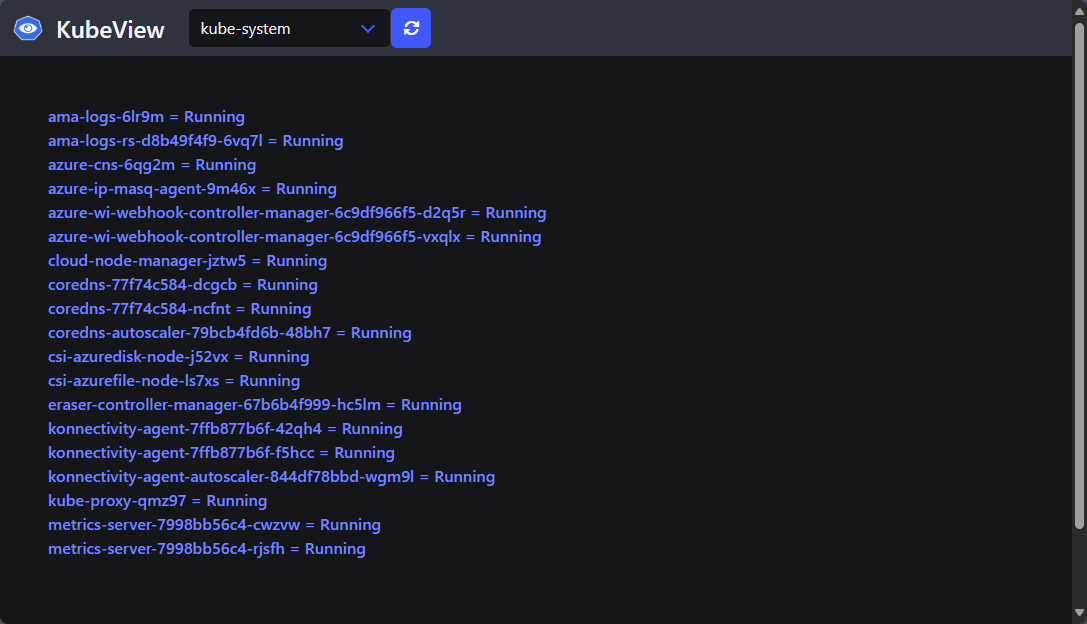 KubeView
kube-system
ama-logs-6lr9m = Running
ama-logs-rs-d8b49f4f9-6vq7l = Running
azure-cns-6qg2m = Running
azure-ip-masq-agent-9m46x = Running
azure-wi-webhook-controller-manager-6c9df966f5-d2q5r = Running
azure-wi-webhook-controller-manager-6c9df966f5-vxqlx = Running
cloud-node-manager-jztw5 = Running
coredns-77f74c584-dcgcb = Running
coredns-77f74c584-ncfnt = Running
coredns-autoscaler-79bcb4fd6b-48bh7 = Running
csi-azuredisk-node-j52vx = Running
csi-azurefile-node-ls7xs = Running
eraser-controller-manager-67b6b4f999-hc5lm = Running
konnectivity-agent-7ffb877b6f-42qh4 = Running
konnectivity-agent-7ffb877b6f-f5hcc = Running
konnectivity-agent-autoscaler-844df78bbd-wgm9l = Running
kube-proxy-qmz97 = Running
metrics-server-7998bb56c4-cwzvw = Running
metrics-server-7998bb56c4-rjsfh = Running